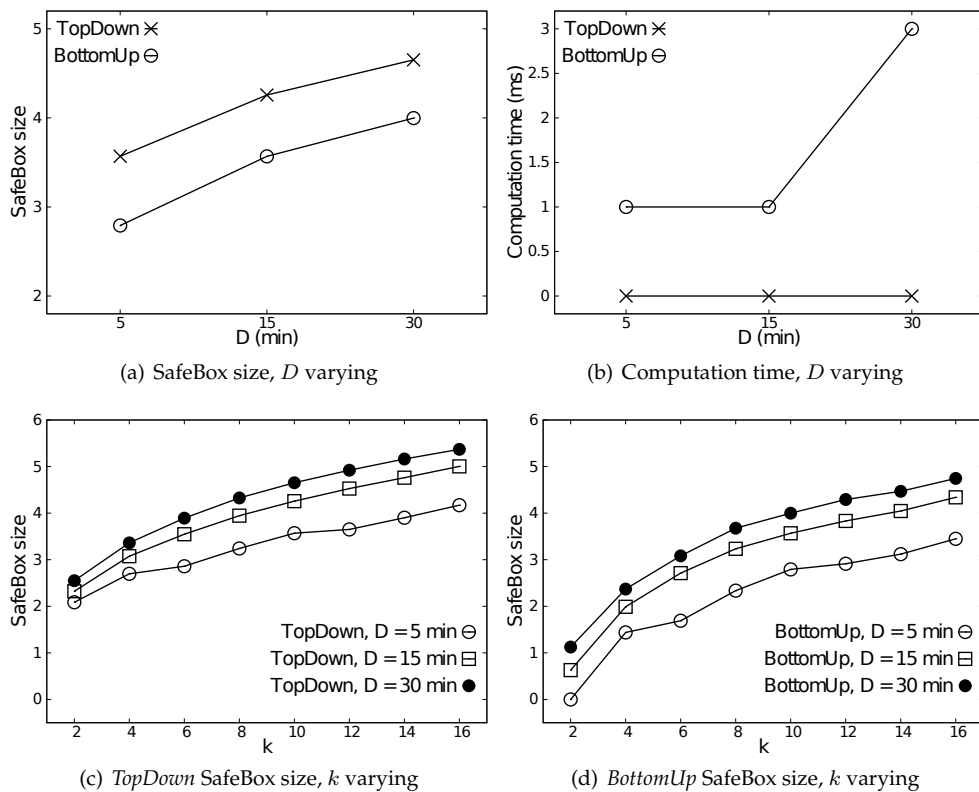 5
4
3
2
SafeBox size
TopDown
BottomUp
5 15 30
D (min)
(a) SafeBox size, D varying
3
2.5
2
1.5
1
0.5
0
Computation time (ms)
TopDown
BottomUp
5 15 30
D (min)
(b) Computation time, D varying
6
5
4
3
2
1
0
SafeBox size
TopDown, D = 5 min
TopDown, D = 15 min
TopDown, D = 30 min
2 4 6 8 10 12 14 16
k
(c) TopDown SafeBox size, k varying
6
5
4
3
2
1
0
SafeBox size
BottomUp, D = 5 min
BottomUp, D = 15 min
BottomUp, D = 30 min
2 4 6 8 10 12 14 16
k
(d) BottomUp SafeBox size, k varying